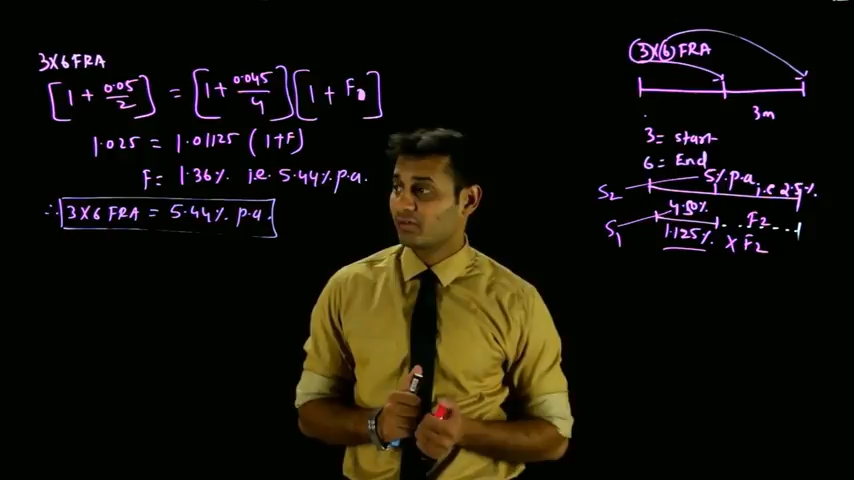 3X6 FRA
[1 + 0.05/2] = [1 + 0.045/4] [1 + F₂]
1.025 = 1.01125 (1+F)
F = 1.36% i.e 5.44% p.a.
∴ 3X6 FRA = 5.44% p.a.
3X6 FRA
3m
3 = start
6 = End
S₂ 5% p.a i.e 2.5%
4.50%
S₁ 1.125% F₂
X F₂